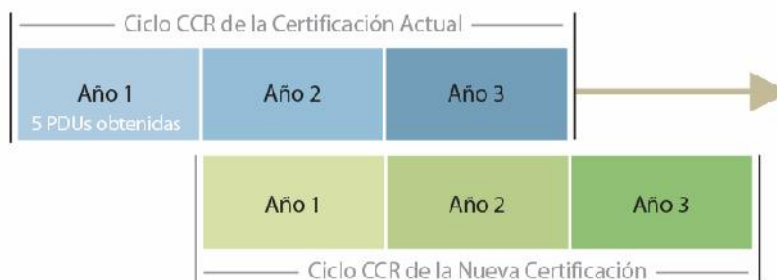 Ciclo CCR de la Certificación Actual
Año 1
5 PDUs obtenidas
Año 2
Año 3
Año 1
Año 2
Año 3
Ciclo CCR de la Nueva Certificación